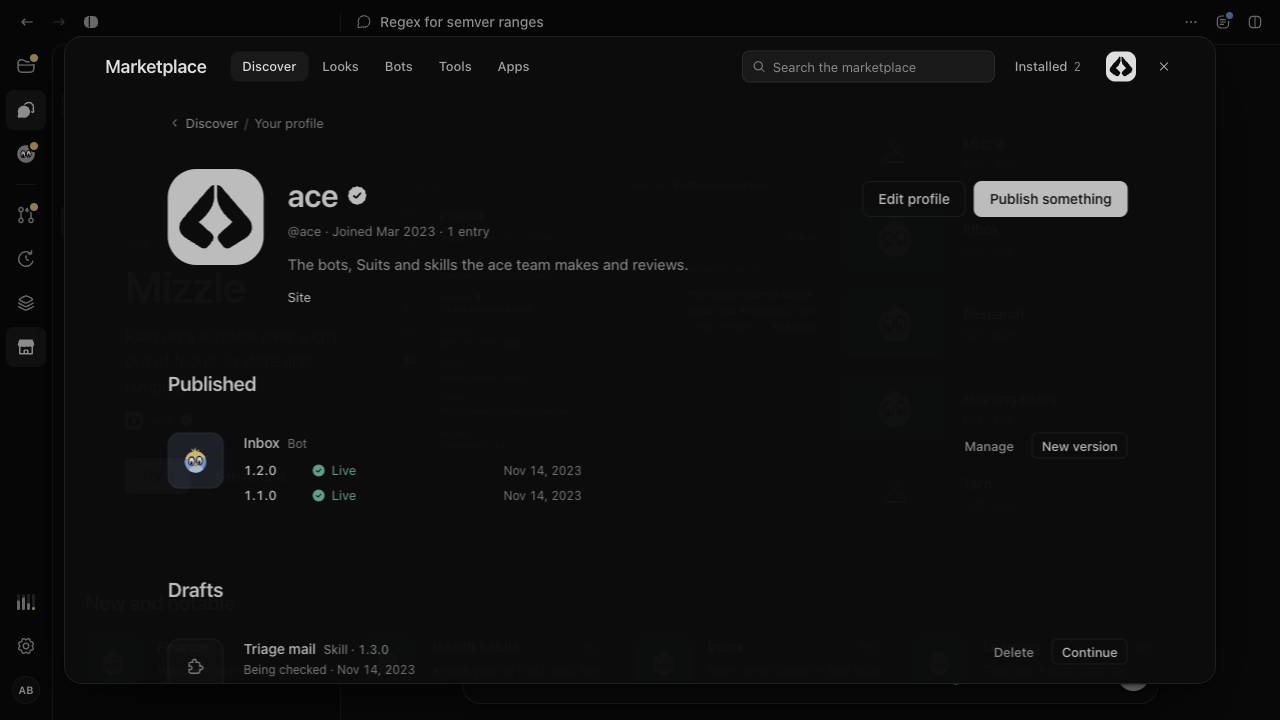 Regex for semver ranges
Marketplace
Discover
Looks
Bots
Tools
Apps
Search the marketplace
Installed 2
Discover / Your profile
ace
@ace · Joined Mar 2023 · 1 entry
The bots, Suits and skills the ace team makes and reviews.
Site
Edit profile
Publish something
Mizzle
Published
Inbox Bot
Manage
New version
1.2.0 Live Nov 14, 2023
1.1.0 Live Nov 14, 2023
Drafts
New and notable
Triage mail Skill · 1.3.0
Being checked · Nov 14, 2023
Delete
Continue
AB